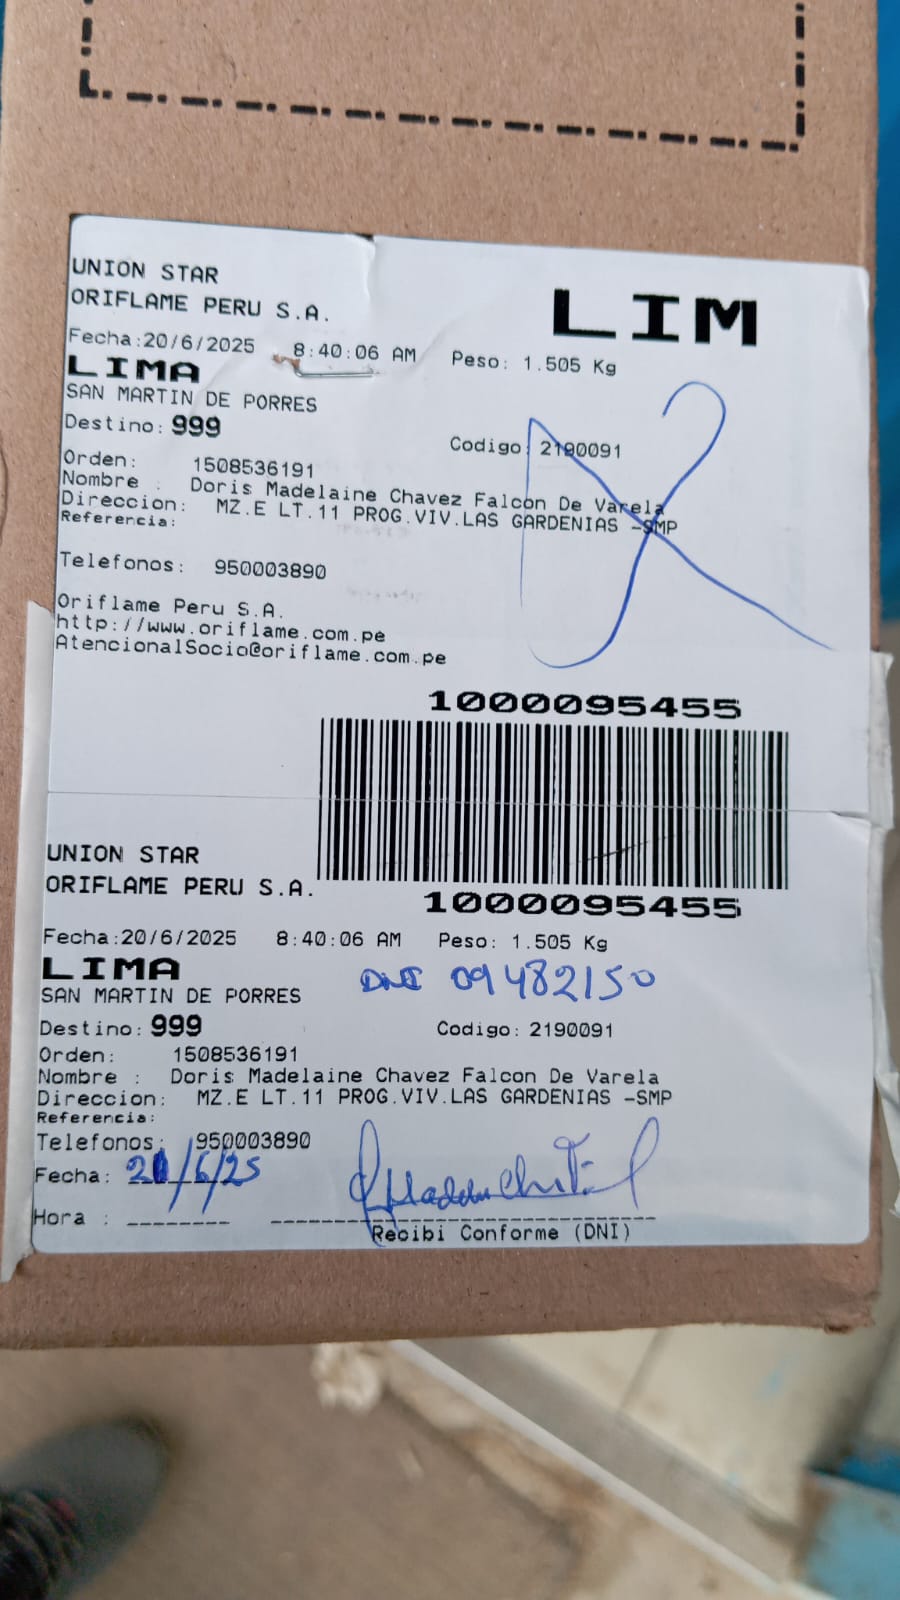 UNION STAR
ORIFLAME PERU S.A.
LIM
Fecha:20/6/2025 8:40:06 AM Peso: 1.505 Kg
LIMA
SAN MARTIN DE PORRES
Destino: 999 Codigo: 2190091
Orden: 1508536191
Nombre : Doris Madelaine Chavez Falcon De Varela
Direccion: MZ.E LT.11 PROG.VIV.LAS GARDENIAS -SMP
Referencia:
Telefonos: 950003890
Oriflame Peru S.A.
http://www.oriflame.com.pe
AtencionalSocio@oriflame.com.pe
1000095455
1000095455
UNION STAR
ORIFLAME PERU S.A.
Fecha:20/6/2025 8:40:06 AM Peso: 1.505 Kg
LIMA
DNI 09482150
SAN MARTIN DE PORRES
Destino: 999 Codigo: 2190091
Orden: 1508536191
Nombre : Doris Madelaine Chavez Falcon De Varela
Direccion: MZ.E LT.11 PROG.VIV.LAS GARDENIAS -SMP
Referencia:
Telefonos: 950003890
Fecha: /6/25
Hora :
Recibi Conforme (DNI)